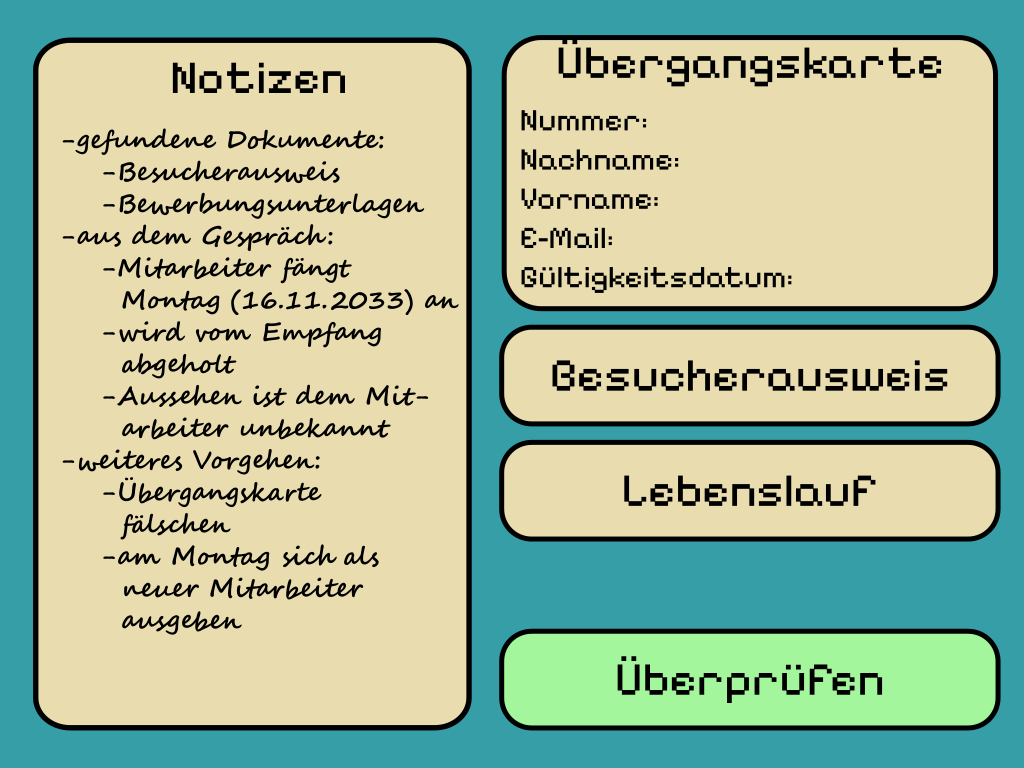 Notizen
-gefundene Dokumente:
-Besucherausweis
-Bewerbungsunterlagen
-aus dem Gespräch:
-Mitarbeiter fängt
Montag (16.11.2033) an
-wird vom Empfang
abgeholt
-Aussehen ist dem Mit-
arbeiter unbekannt
-weiteres Vorgehen:
-Übergangskarte
fälschen
-am Montag sich als
neuer Mitarbeiter
ausgeben
Übergangskarte
Nummer:
Nachname:
Vorname:
E-Mail:
Gültigkeitsdatum:
Besucherausweis
Lebenslauf
Überprüfen